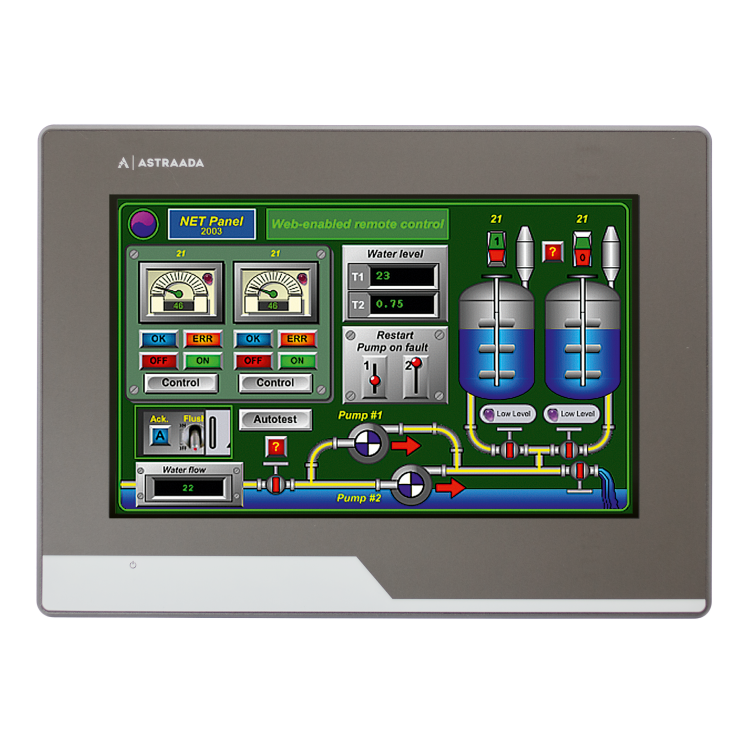 ASTRAADA
NET Panel
2003
Web-enabled remote control
21
21
46
46
OK ERR OK ERR
OFF ON OFF ON
Control Control
Water level
T1 23
T2 0.75
Restart
Pump on fault
1 2
21 21
1 ? 0
Low Level Low Level
Ack. Flush
A
Autotest
?
Water flow
22
Pump #1
Pump #2